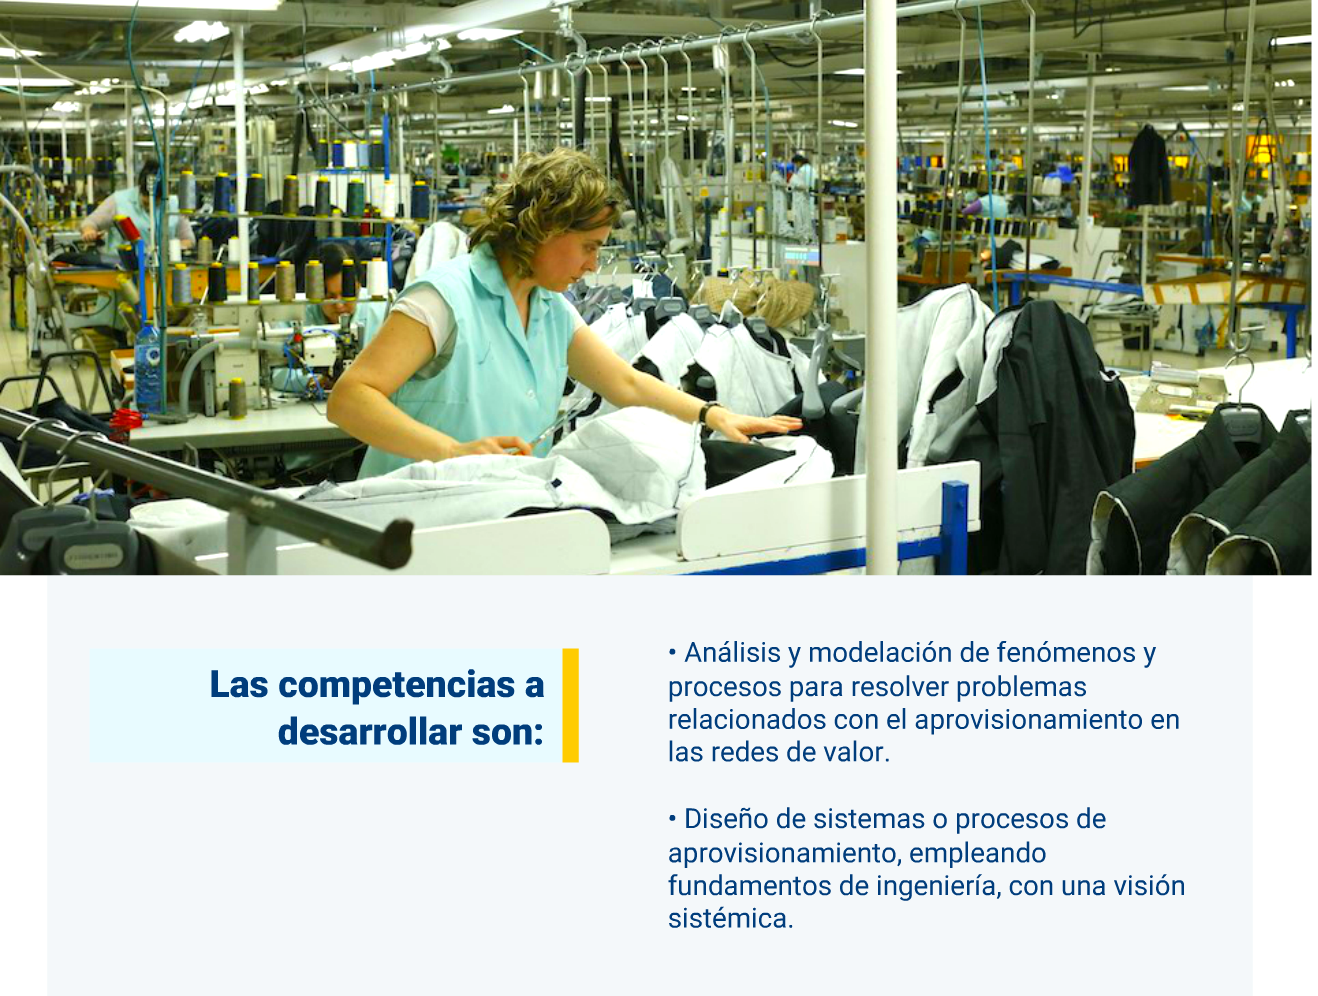 Las competencias a
desarrollar son:
• Análisis y modelación de fenómenos y
procesos para resolver problemas
relacionados con el aprovisionamiento en
las redes de valor.
• Diseño de sistemas o procesos de
aprovisionamiento, empleando
fundamentos de ingeniería, con una visión
sistémica.